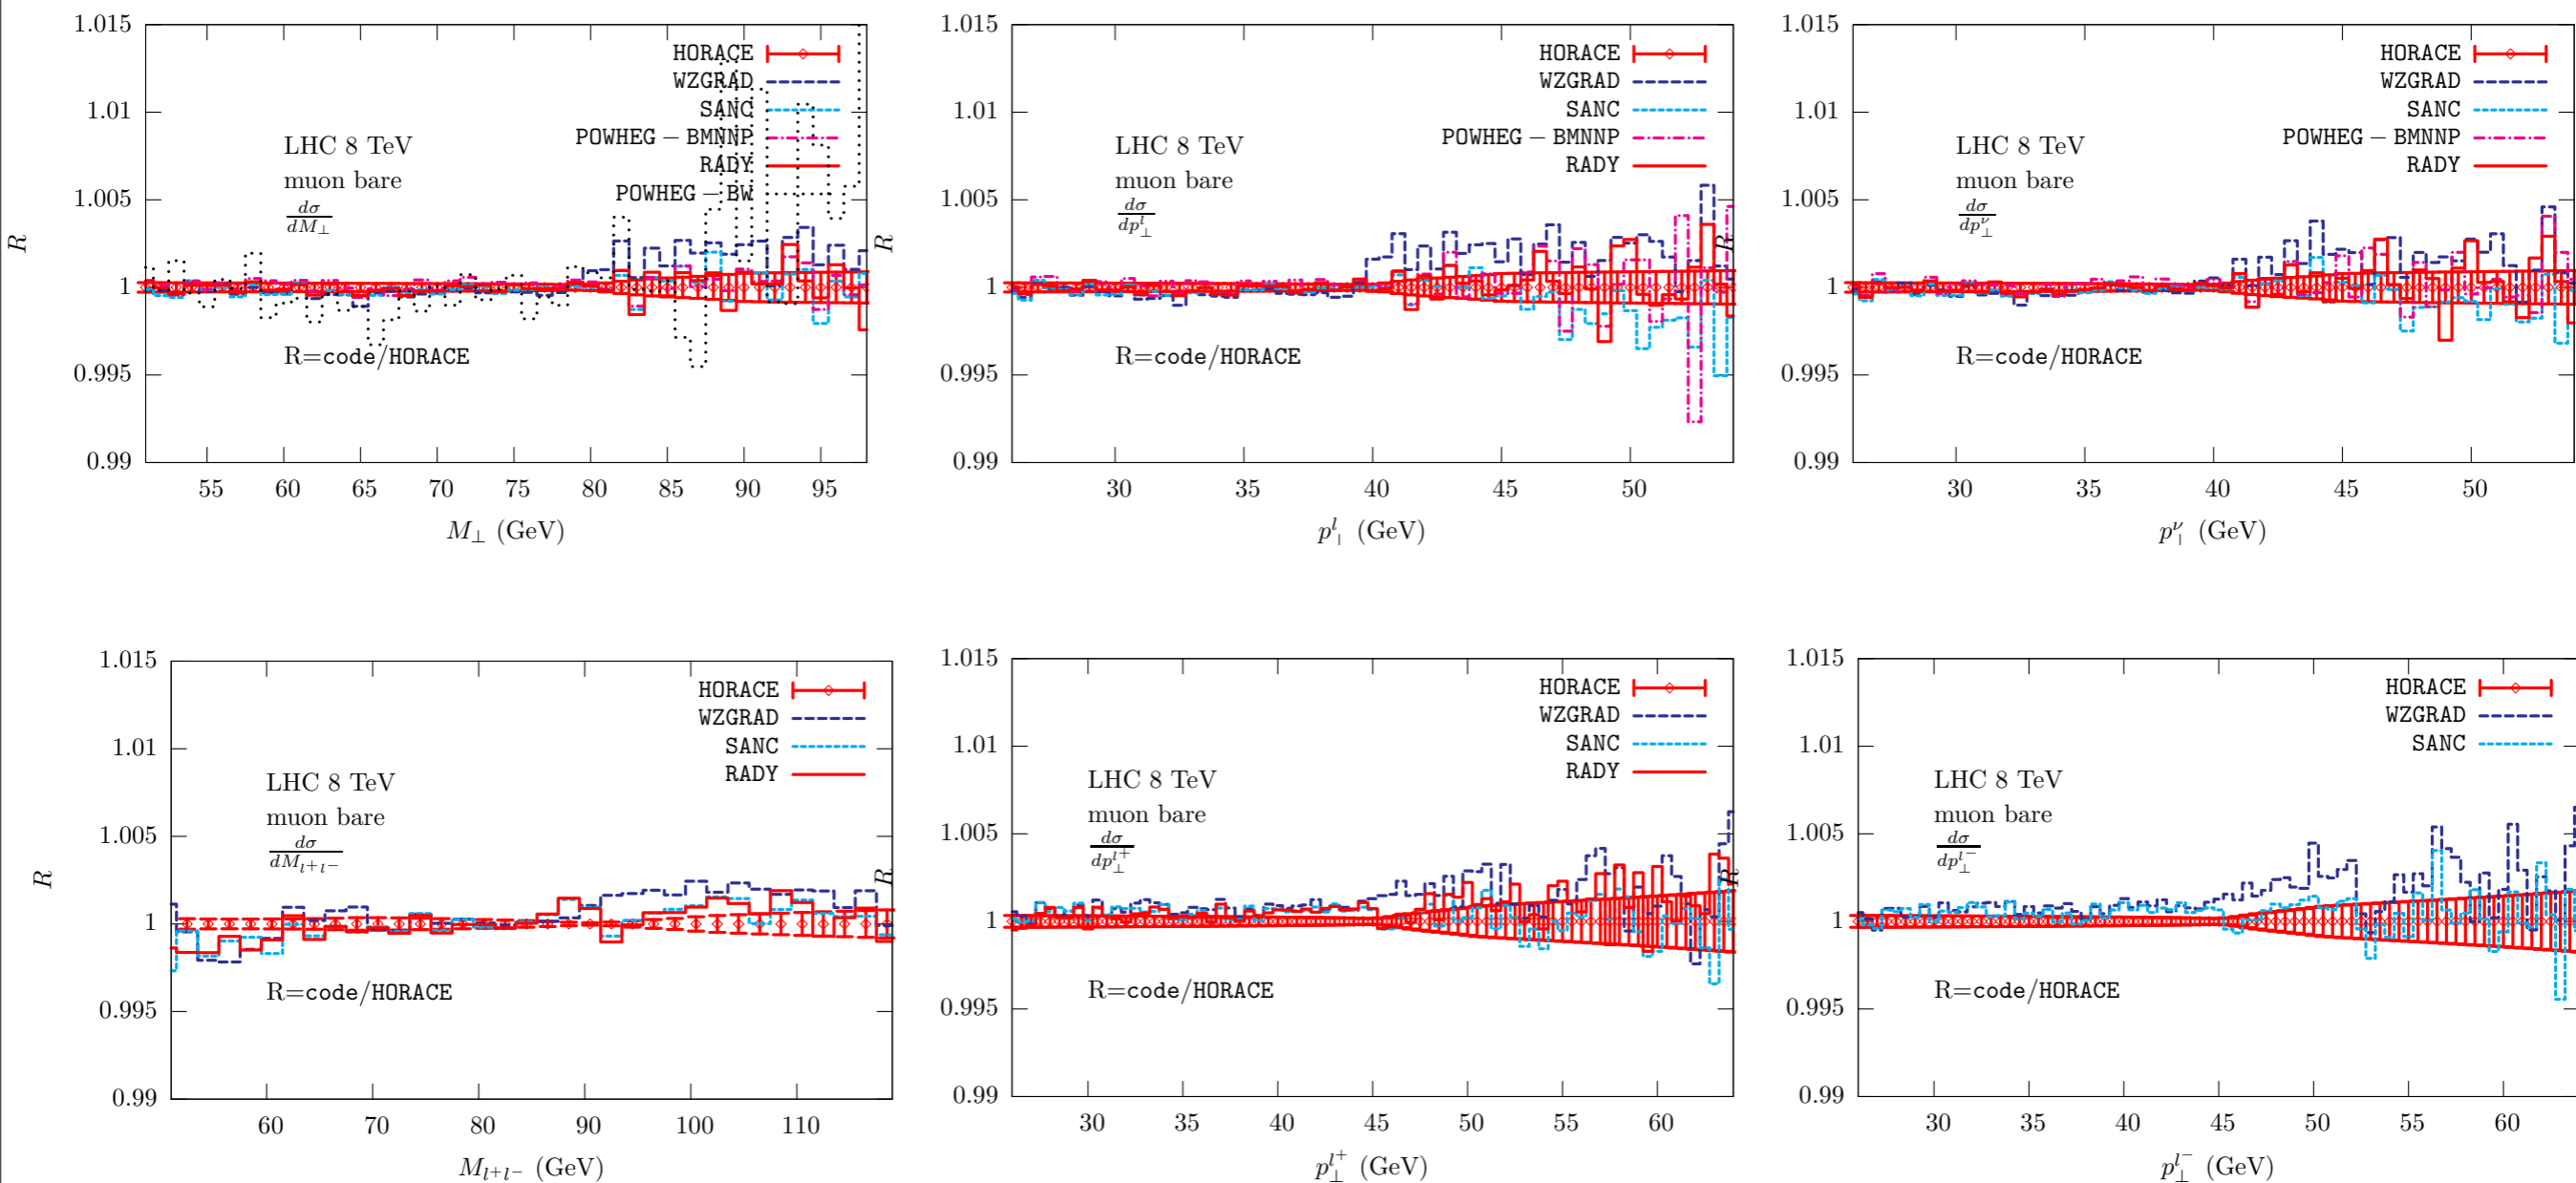 1.015
1.01
1.005
1
0.995
0.99
R
HORACE
WZGRAD
SANC
POWHEG − BMNNP
RADY
POWHEG − BW
LHC 8 TeV
muon bare
dσ
dM⊥
R=code/HORACE
55 60 65 70 75 80 85 90 95
M⊥ (GeV)
1.015
1.01
1.005
1
0.995
0.99
R
HORACE
WZGRAD
SANC
POWHEG − BMNNP
RADY
LHC 8 TeV
muon bare
dσ
dp⊥^l
R=code/HORACE
30 35 40 45 50
p⊥^l (GeV)
1.015
1.01
1.005
1
0.995
0.99
R
HORACE
WZGRAD
SANC
POWHEG − BMNNP
RADY
LHC 8 TeV
muon bare
dσ
dp⊥^ν
R=code/HORACE
30 35 40 45 50
p⊥^ν (GeV)
1.015
1.01
1.005
1
0.995
0.99
R
HORACE
WZGRAD
SANC
RADY
LHC 8 TeV
muon bare
dσ
dM_{l+l−}
R=code/HORACE
60 70 80 90 100 110
M_{l+l−} (GeV)
1.015
1.01
1.005
1
0.995
0.99
R
HORACE
WZGRAD
SANC
RADY
LHC 8 TeV
muon bare
dσ
dp⊥^{l+}
R=code/HORACE
30 35 40 45 50 55 60
p⊥^{l+} (GeV)
1.015
1.01
1.005
1
0.995
0.99
R
HORACE
WZGRAD
SANC
LHC 8 TeV
muon bare
dσ
dp⊥^{l−}
R=code/HORACE
30 35 40 45 50 55 60
p⊥^{l−} (GeV)